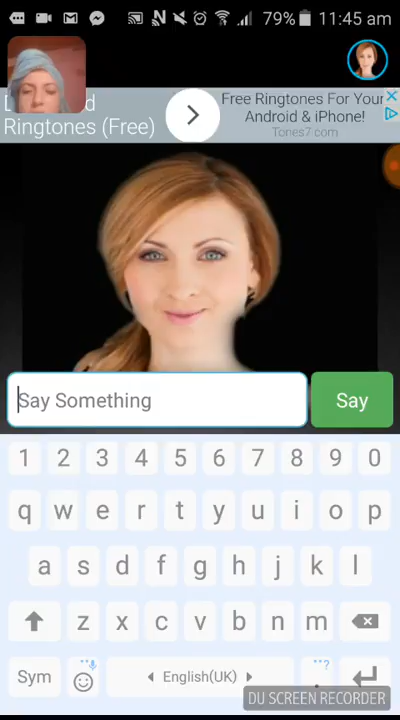 79% 11:45 am
Ringtones (Free)
Free Ringtones For Your
Android & iPhone!
Tones7.com
Say Something
Say
1 2 3 4 5 6 7 8 9 0
q w e r t y u i o p
a s d f g h j k l
z x c v b n m
Sym
English(UK)
DU SCREEN RECORDER